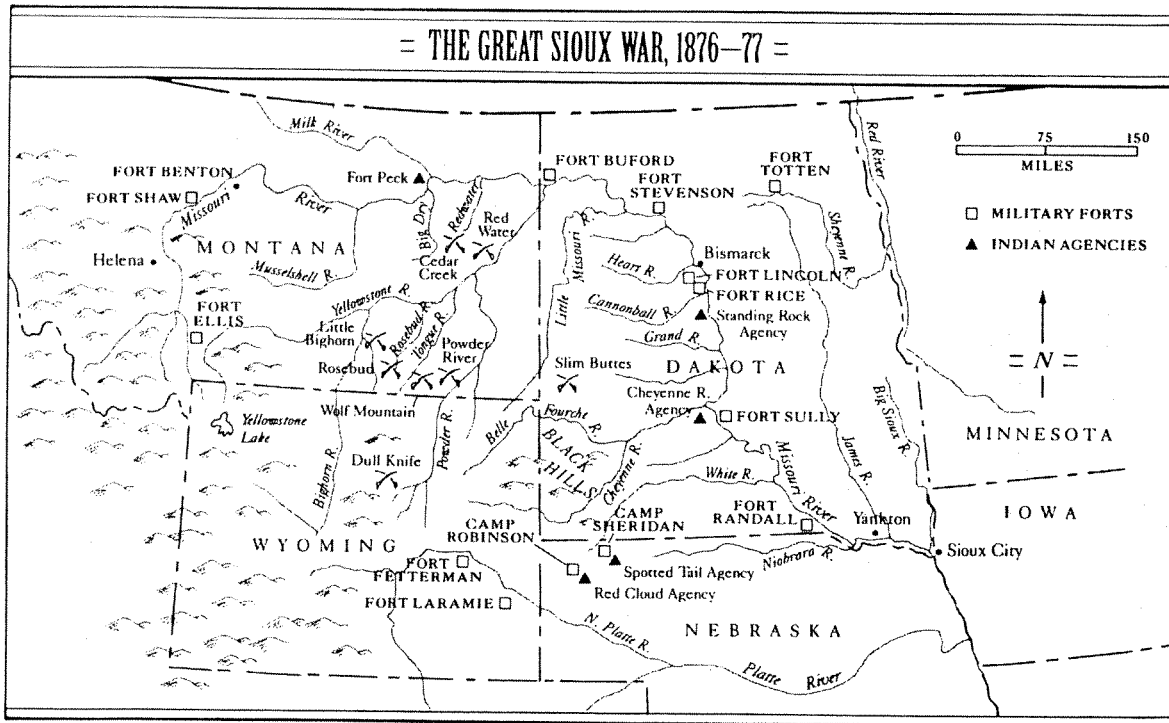 = THE GREAT SIOUX WAR, 1876–77 =
Milk River
Red River
0 75 150
MILES
FORT BENTON
Fort Peck
FORT BUFORD
FORT
STEVENSON
FORT
TOTTEN
FORT SHAW
Missouri
River
Big Dry
Redwater
Red
Water
Cedar
Creek
Little
Missouri R.
Sheyenne R.
MILITARY FORTS
INDIAN AGENCIES
MONTANA
Helena
Musselshell R.
Bismarck
Heart R.
FORT LINCOLN
FORT RICE
Cannonball R.
Standing Rock
Agency
Grand R.
FORT
ELLIS
Yellowstone R.
Little
Bighorn
Rosebud R.
Tongue R.
Rosebud
Powder
River
Slim Buttes
DAKOTA
= N =
Wolf Mountain
Cheyenne R.
Agency
FORT SULLY
Yellowstone
Lake
Bighorn R.
Powder R.
Belle
Fourche R.
BLACK
HILLS
Cheyenne R.
Big Sioux R.
MINNESOTA
Dull Knife
White R.
Missouri River
James R.
CAMP
ROBINSON
CAMP
SHERIDAN
FORT
RANDALL
Yankton
IOWA
WYOMING
Niobrara R.
Sioux City
FORT
FETTERMAN
Spotted Tail Agency
Red Cloud Agency
FORT LARAMIE
N. Platte R.
NEBRASKA
Platte River